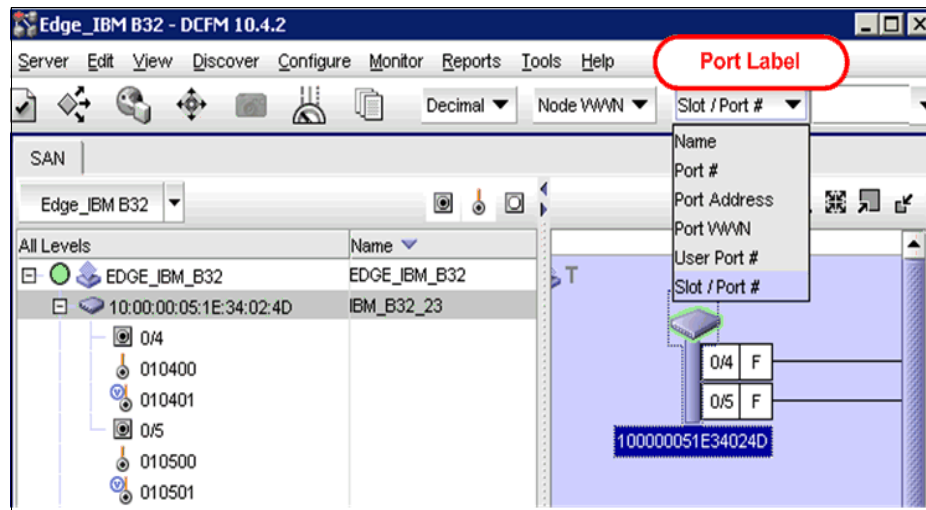 Edge_IBM B32 - DCFM 10.4.2
Server Edit View Discover Configure Monitor Reports Tools Help
Port Label
Decimal Node WWN Slot / Port #
Name
Port #
Port Address
Port WWN
User Port #
Slot / Port #
SAN
Edge_IBM B32
All Levels Name
EDGE_IBM_B32 EDGE_IBM_B32
10:00:00:05:1E:34:02:4D IBM_B32_23
0/4
010400
010401
0/5
010500
010501
T
0/4 F
0/5 F
100000051E34024D